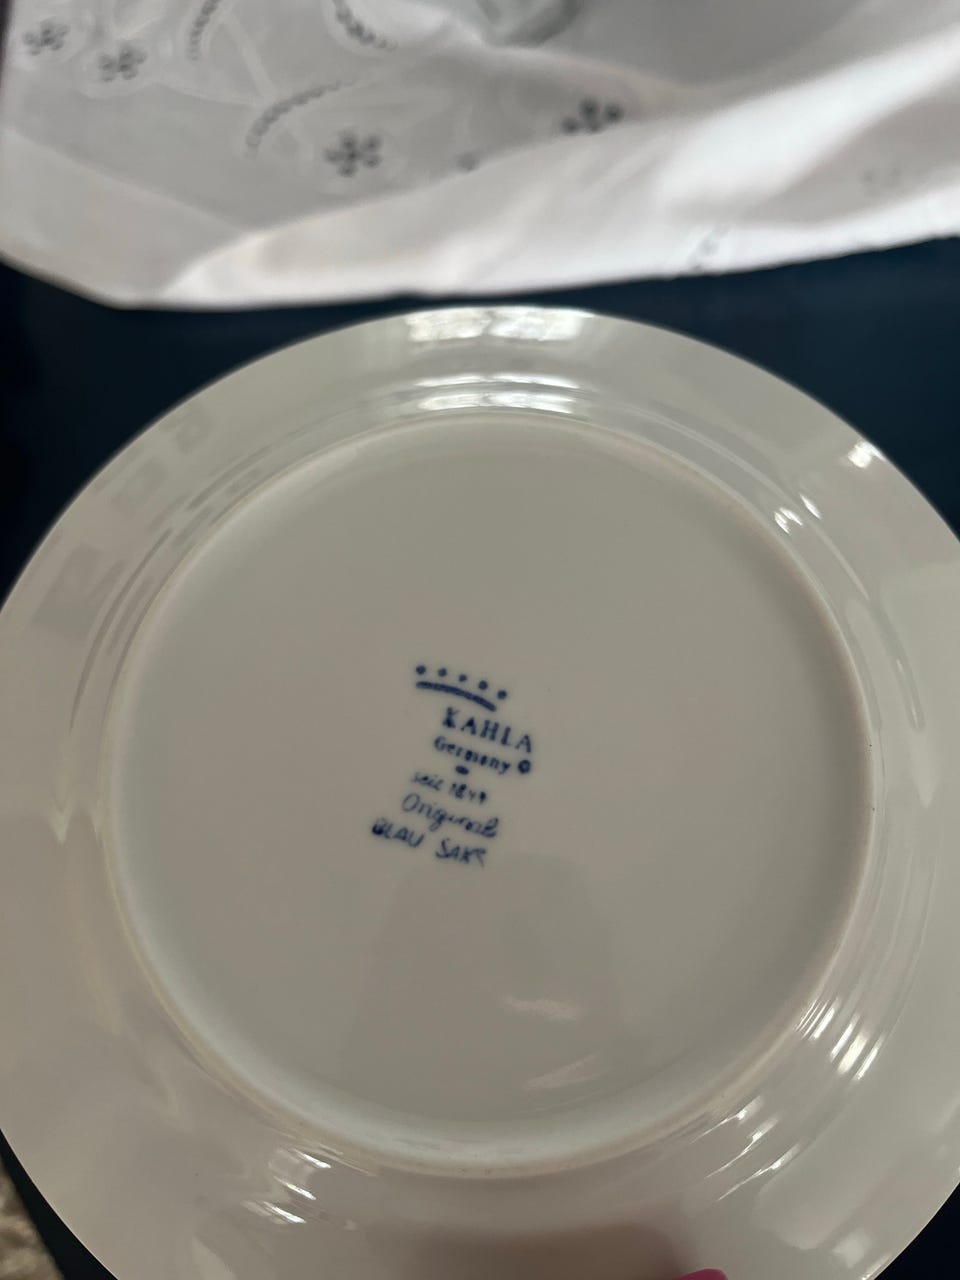 KAHLA
Germany ©
seit 1844
Original
BLAU SAKS